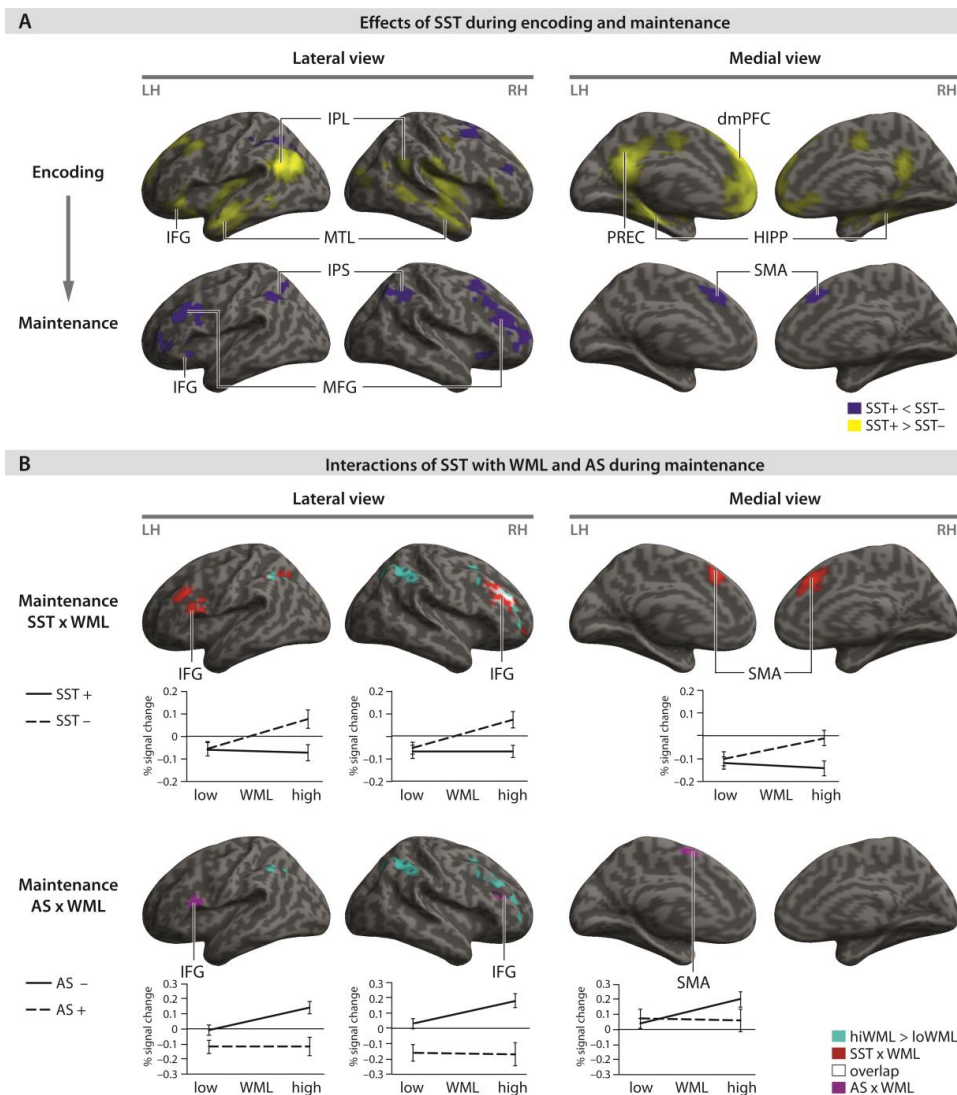 A Effects of SST during encoding and maintenance
Lateral view Medial view
LH RH LH RH
IPL dmPFC
Encoding
IFG MTL PREC HIPP
IPS SMA
Maintenance
IFG MFG
SST+ < SST–
SST+ > SST–
B Interactions of SST with WML and AS during maintenance
Lateral view Medial view
LH RH LH RH
Maintenance
SST x WML
IFG IFG SMA
SST +
SST –
% signal change 0.2 0.1 0 –0.1 –0.2
low WML high
% signal change 0.2 0.1 0 –0.1 –0.2
low WML high
% signal change 0.2 0.1 0 –0.1 –0.2
low WML high
Maintenance
AS x WML
IFG IFG SMA
AS –
AS +
% signal change 0.3 0.2 0.1 0 –0.1 –0.2 –0.3
low WML high
% signal change 0.3 0.2 0.1 0 –0.1 –0.2 –0.3
low WML high
% signal change 0.3 0.2 0.1 0 –0.1 –0.2 –0.3
low WML high
hiWML > loWML
SST x WML
overlap
AS x WML